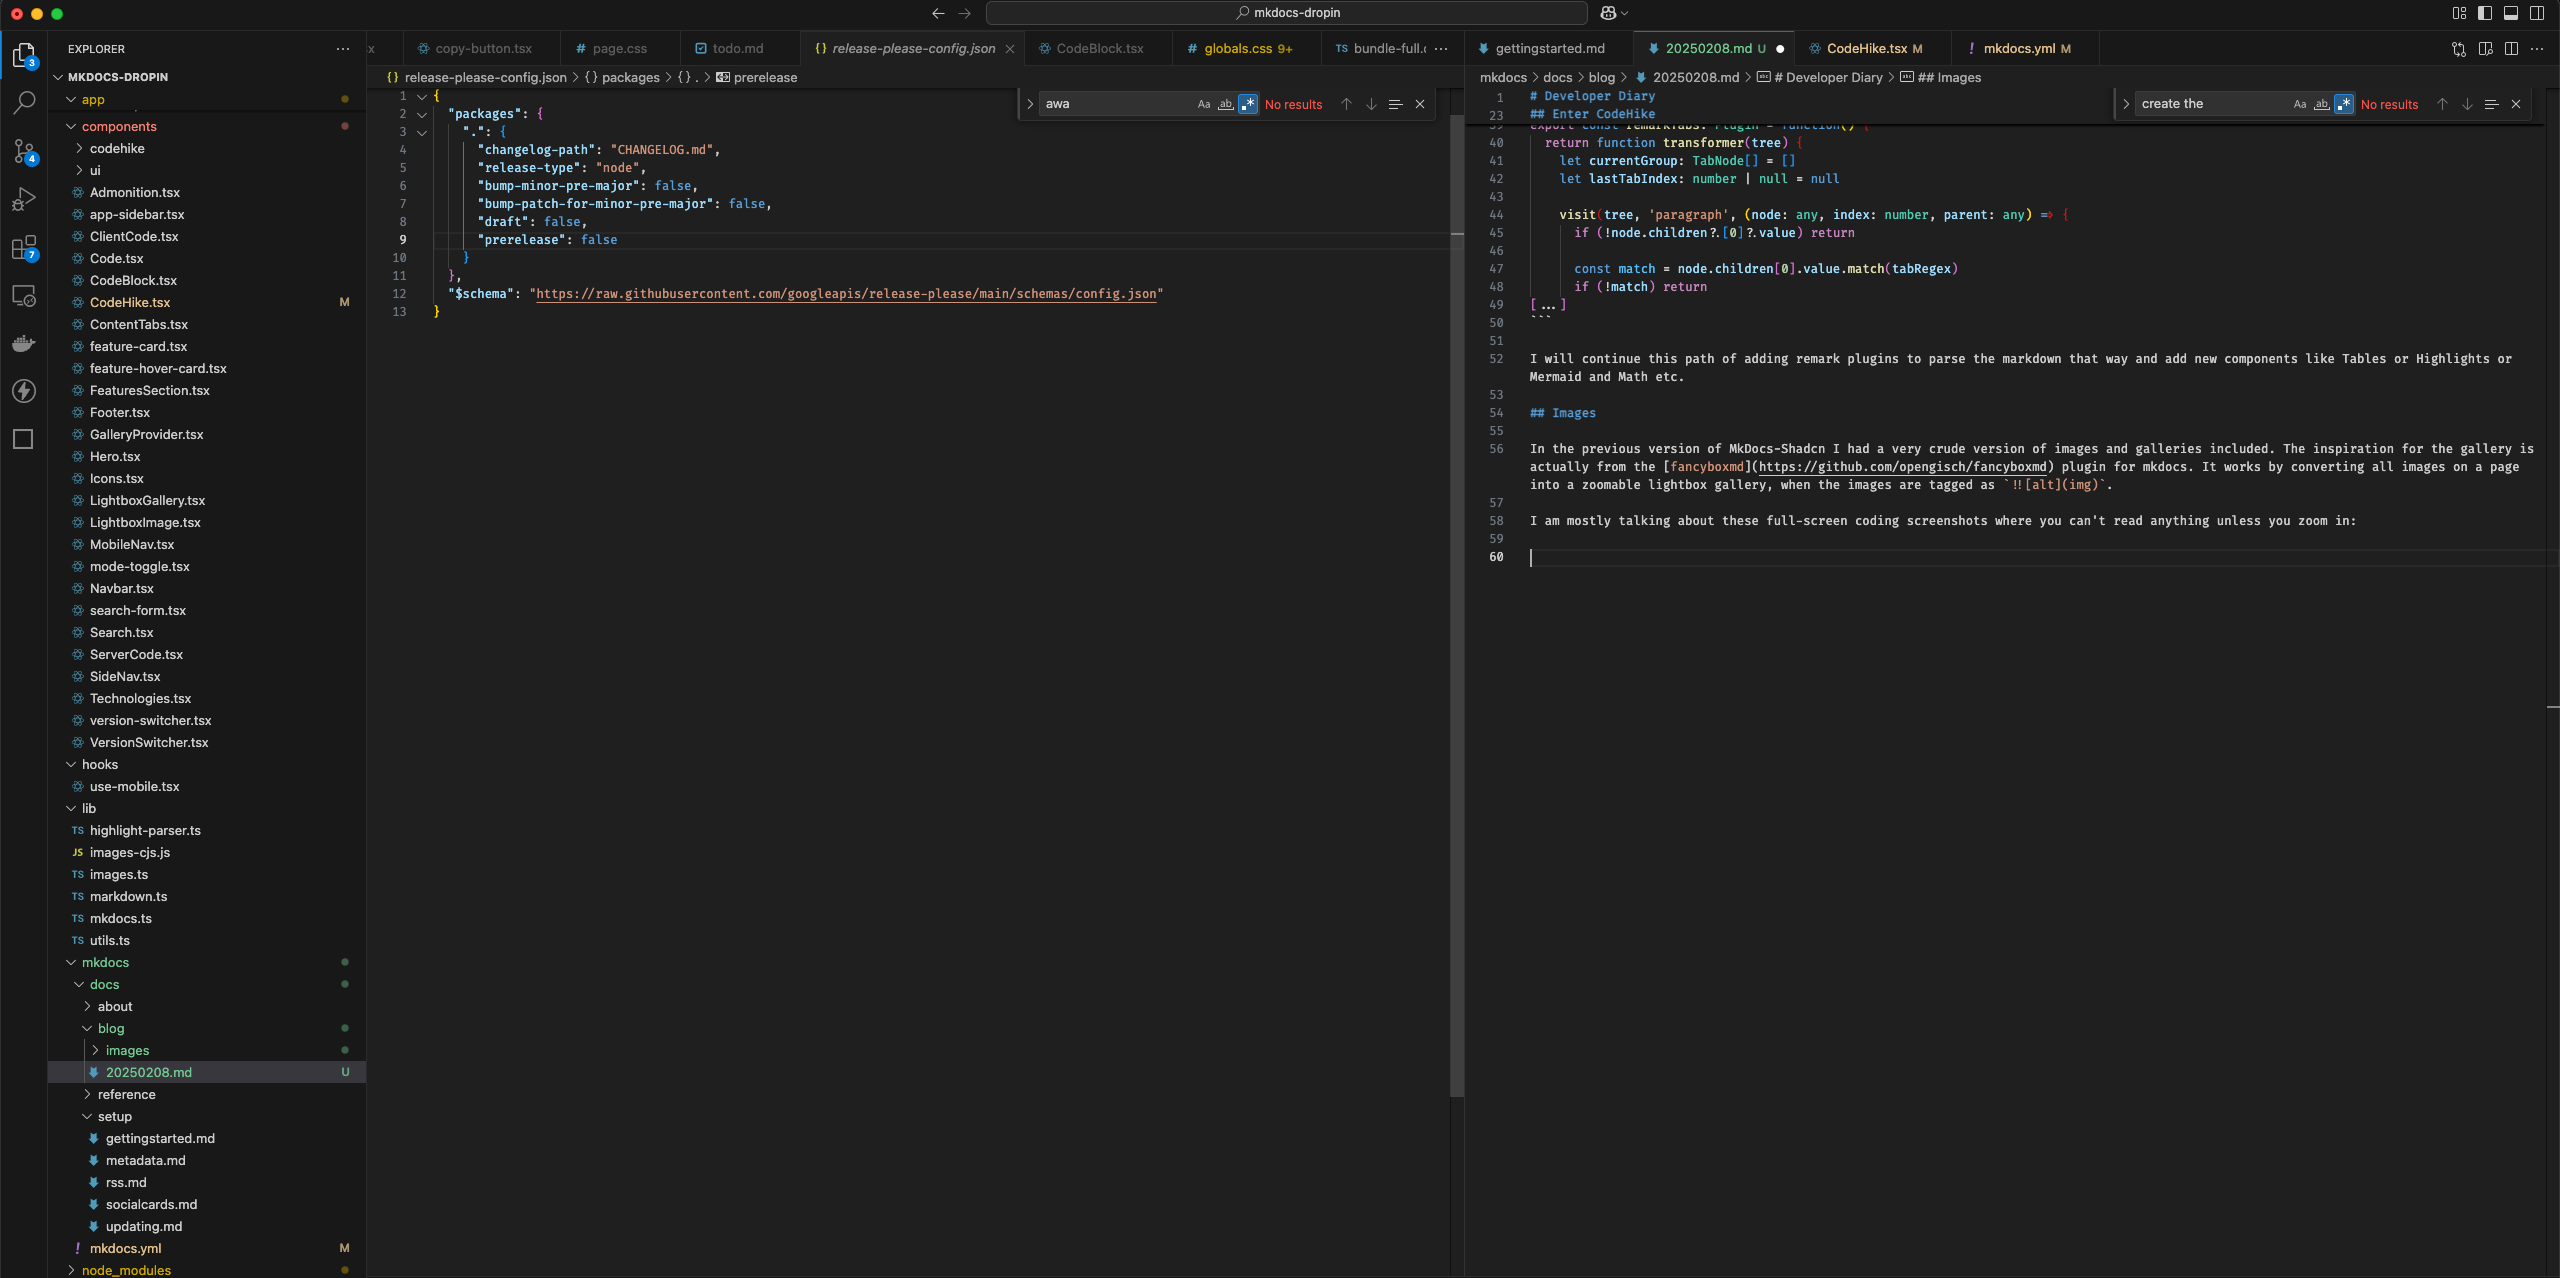 mkdocs-dropin
3
4
7
EXPLORER
MKDOCS-DROPIN
app
components
codehike
ui
Admonition.tsx
app-sidebar.tsx
ClientCode.tsx
Code.tsx
CodeBlock.tsx
CodeHike.tsx M
ContentTabs.tsx
feature-card.tsx
feature-hover-card.tsx
FeaturesSection.tsx
Footer.tsx
GalleryProvider.tsx
Hero.tsx
Icons.tsx
LightboxGallery.tsx
LightboxImage.tsx
MobileNav.tsx
mode-toggle.tsx
Navbar.tsx
search-form.tsx
Search.tsx
ServerCode.tsx
SideNav.tsx
Technologies.tsx
version-switcher.tsx
VersionSwitcher.tsx
hooks
use-mobile.tsx
lib
TS highlight-parser.ts
JS images-cjs.js
TS images.ts
TS markdown.ts
TS mkdocs.ts
TS utils.ts
mkdocs
docs
about
blog
images
20250208.md U
reference
setup
gettingstarted.md
metadata.md
rss.md
socialcards.md
updating.md
! mkdocs.yml M
node_modules
x copy-button.tsx # page.css todo.md {} release-please-config.json CodeBlock.tsx # globals.css 9+ TS bundle-full.c
{} release-please-config.json > {} packages > {} . > prerelease
awa Aa ab .* No results
1 {
2 "packages": {
3 ".": {
4 "changelog-path": "CHANGELOG.md",
5 "release-type": "node",
6 "bump-minor-pre-major": false,
7 "bump-patch-for-minor-pre-major": false,
8 "draft": false,
9 "prerelease": false
10 }
11 },
12 "$schema": "https://raw.githubusercontent.com/googleapis/release-please/main/schemas/config.json"
13 }
gettingstarted.md 20250208.md U CodeHike.tsx M ! mkdocs.yml M
mkdocs > docs > blog > 20250208.md > # Developer Diary > ## Images
create the Aa ab .* No results
1 # Developer Diary
23 ## Enter CodeHike
39 export const remarkTabs: Plugin = function() {
40 return function transformer(tree) {
41 let currentGroup: TabNode[] = []
42 let lastTabIndex: number | null = null
43
44 visit(tree, 'paragraph', (node: any, index: number, parent: any) => {
45 if (!node.children?.[0]?.value) return
46
47 const match = node.children[0].value.match(tabRegex)
48 if (!match) return
49 [...]
50 ```
51
52 I will continue this path of adding remark plugins to parse the markdown that way and add new components like Tables or Highlights or
Mermaid and Math etc.
53
54 ## Images
55
56 In the previous version of MkDocs-Shadcn I had a very crude version of images and galleries included. The inspiration for the gallery is
actually from the [fancyboxmd](https://github.com/opengisch/fancyboxmd) plugin for mkdocs. It works by converting all images on a page
into a zoomable lightbox gallery, when the images are tagged as `!![alt](img)`.
57
58 I am mostly talking about these full-screen coding screenshots where you can't read anything unless you zoom in:
59
60